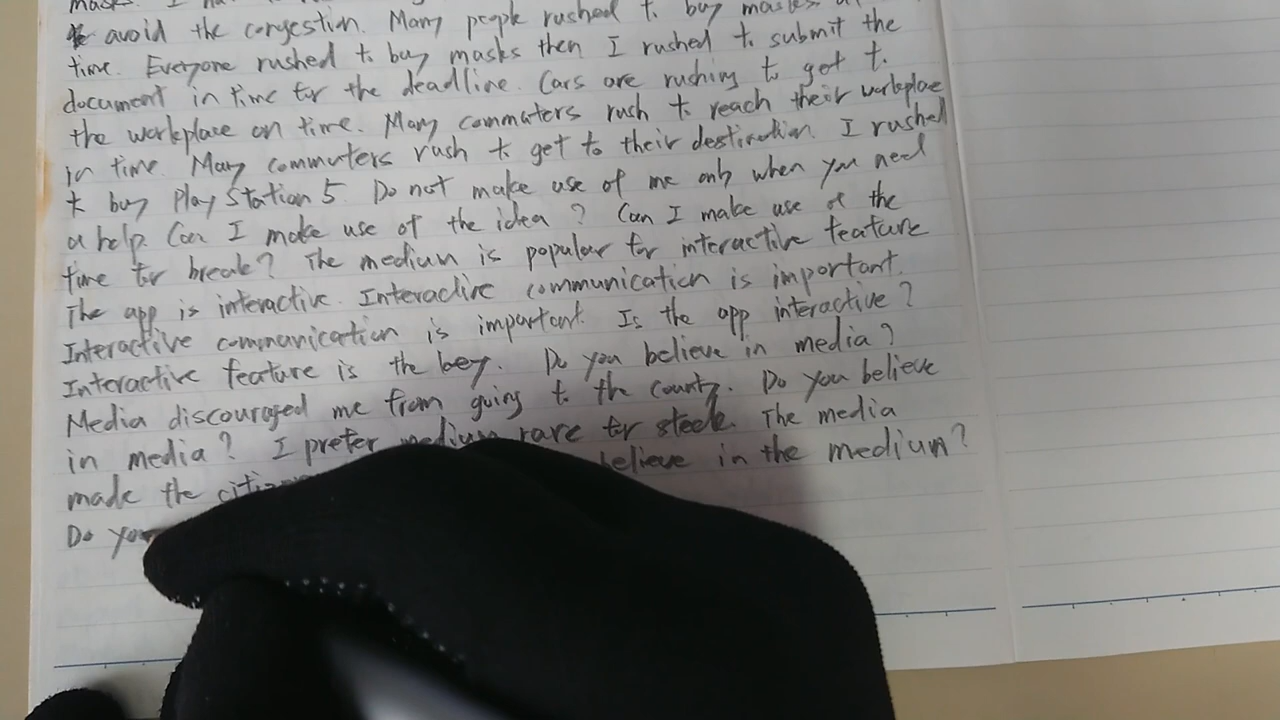 masks. I
avoid the congestion. Many people rushed to buy masks
time. Everyone rushed to buy masks then I rushed to submit the
document in time for the deadline. Cars are rushing to get to
the workplace on time. Many commuters rush to reach their workplace
in time. Many commuters rush to get to their destination. I rushed
to buy PlayStation 5. Do not make use of me only when you need
a help. Can I make use of the idea? Can I make use of the
time for break? The medium is popular for interactive feature
The app is interactive. Interactive communication is important.
Interactive communication is important. Is the app interactive?
Interactive feature is the key. Do you believe in media?
Media discouraged me from going to the county. Do you believe
in media? I prefer medium rare for steak. The media
made the believe in the medium?
Do you